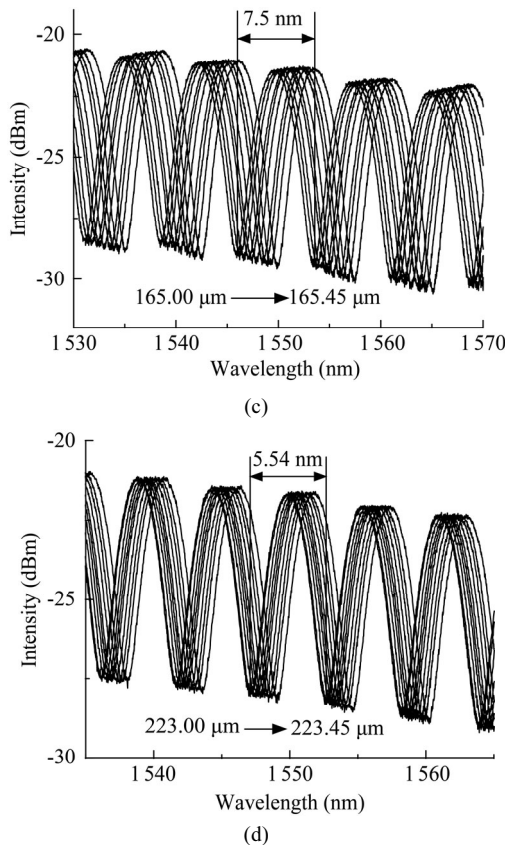 -20
7.5 nm
-25
Intensity (dBm)
-30
165.00 μm 165.45 μm
1 530 1 540 1 550 1 560 1 570
Wavelength (nm)
(c)
-20
5.54 nm
-25
Intensity (dBm)
223.00 μm 223.45 μm
-30
1 540 1 550 1 560
Wavelength (nm)
(d)